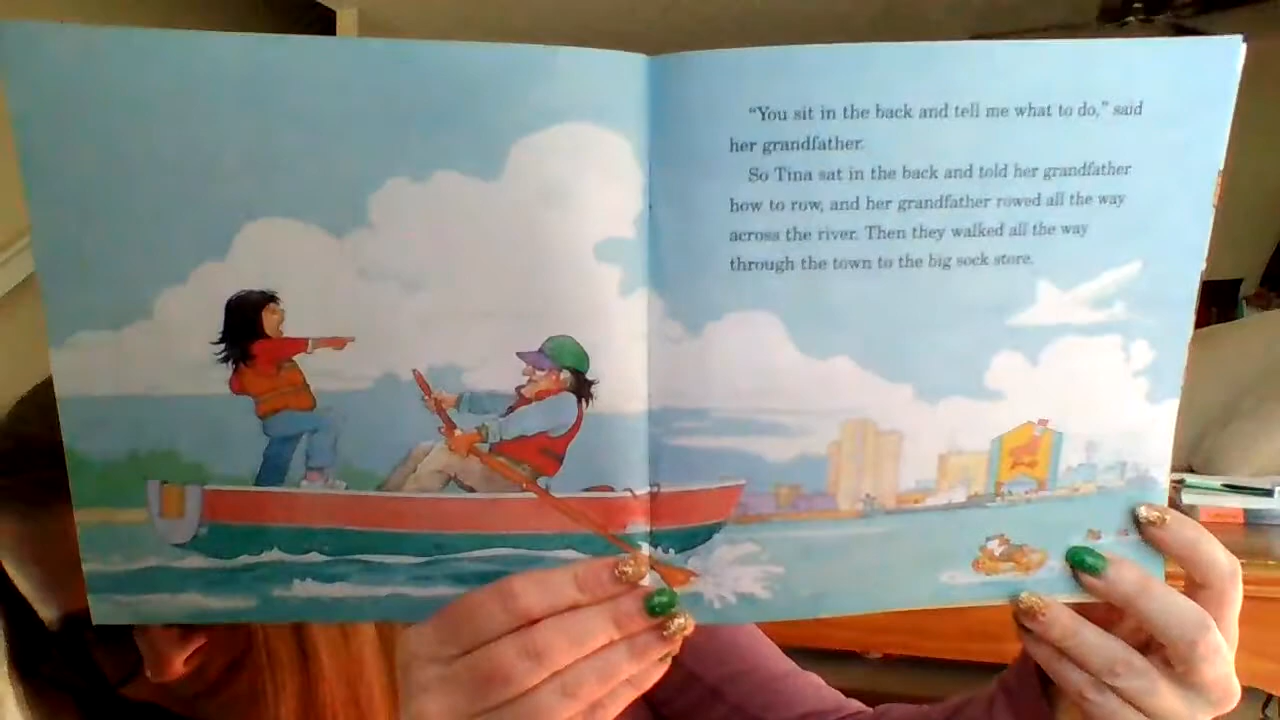 “You sit in the back and tell me what to do,” said
her grandfather.
So Tina sat in the back and told her grandfather
how to row, and her grandfather rowed all the way
across the river. Then they walked all the way
through the town to the big sock store.